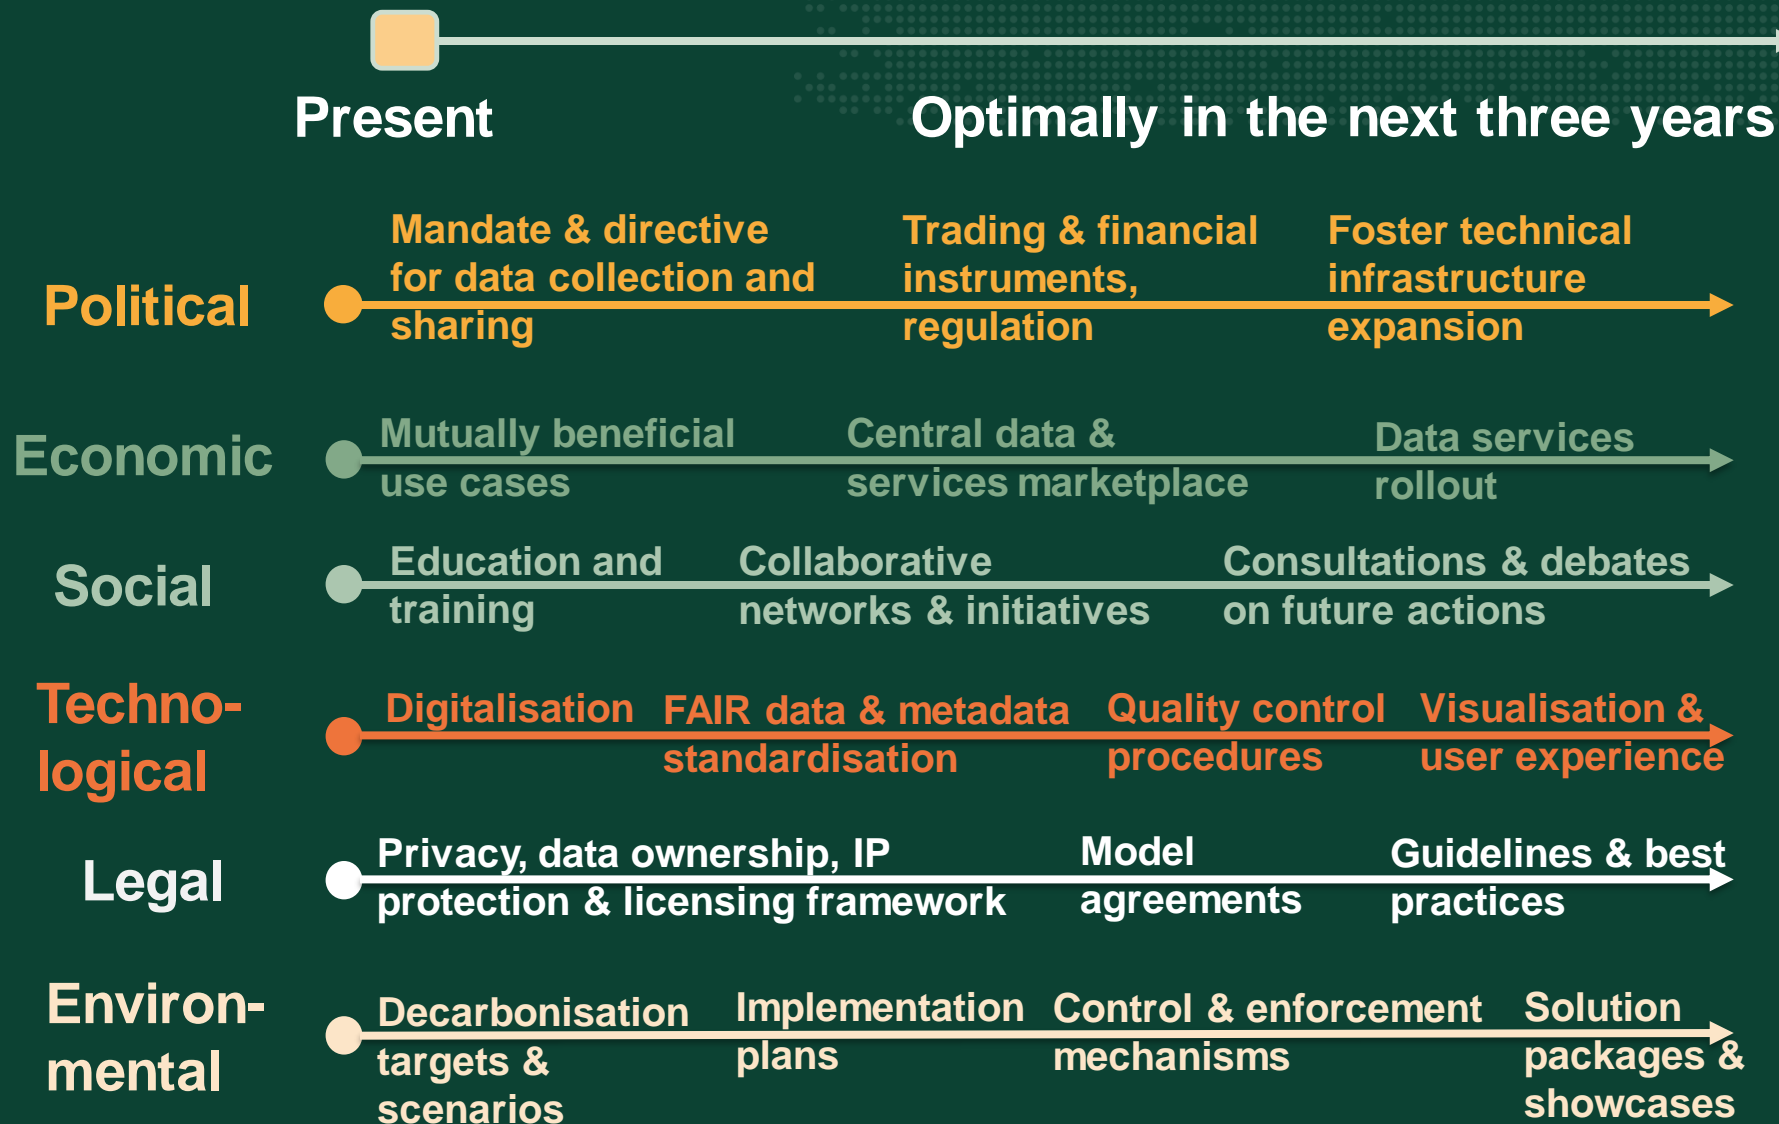 Present
Optimally in the next three years
Political
Mandate & directive
for data collection and
sharing
Trading & financial
instruments,
regulation
Foster technical
infrastructure
expansion
Economic
Mutually beneficial
use cases
Central data &
services marketplace
Data services
rollout
Social
Education and
training
Collaborative
networks & initiatives
Consultations & debates
on future actions
Techno-
logical
Digitalisation
FAIR data & metadata
standardisation
Quality control
procedures
Visualisation &
user experience
Legal
Privacy, data ownership, IP
protection & licensing framework
Model
agreements
Guidelines & best
practices
Environ-
mental
Decarbonisation
targets &
scenarios
Implementation
plans
Control & enforcement
mechanisms
Solution
packages &
showcases